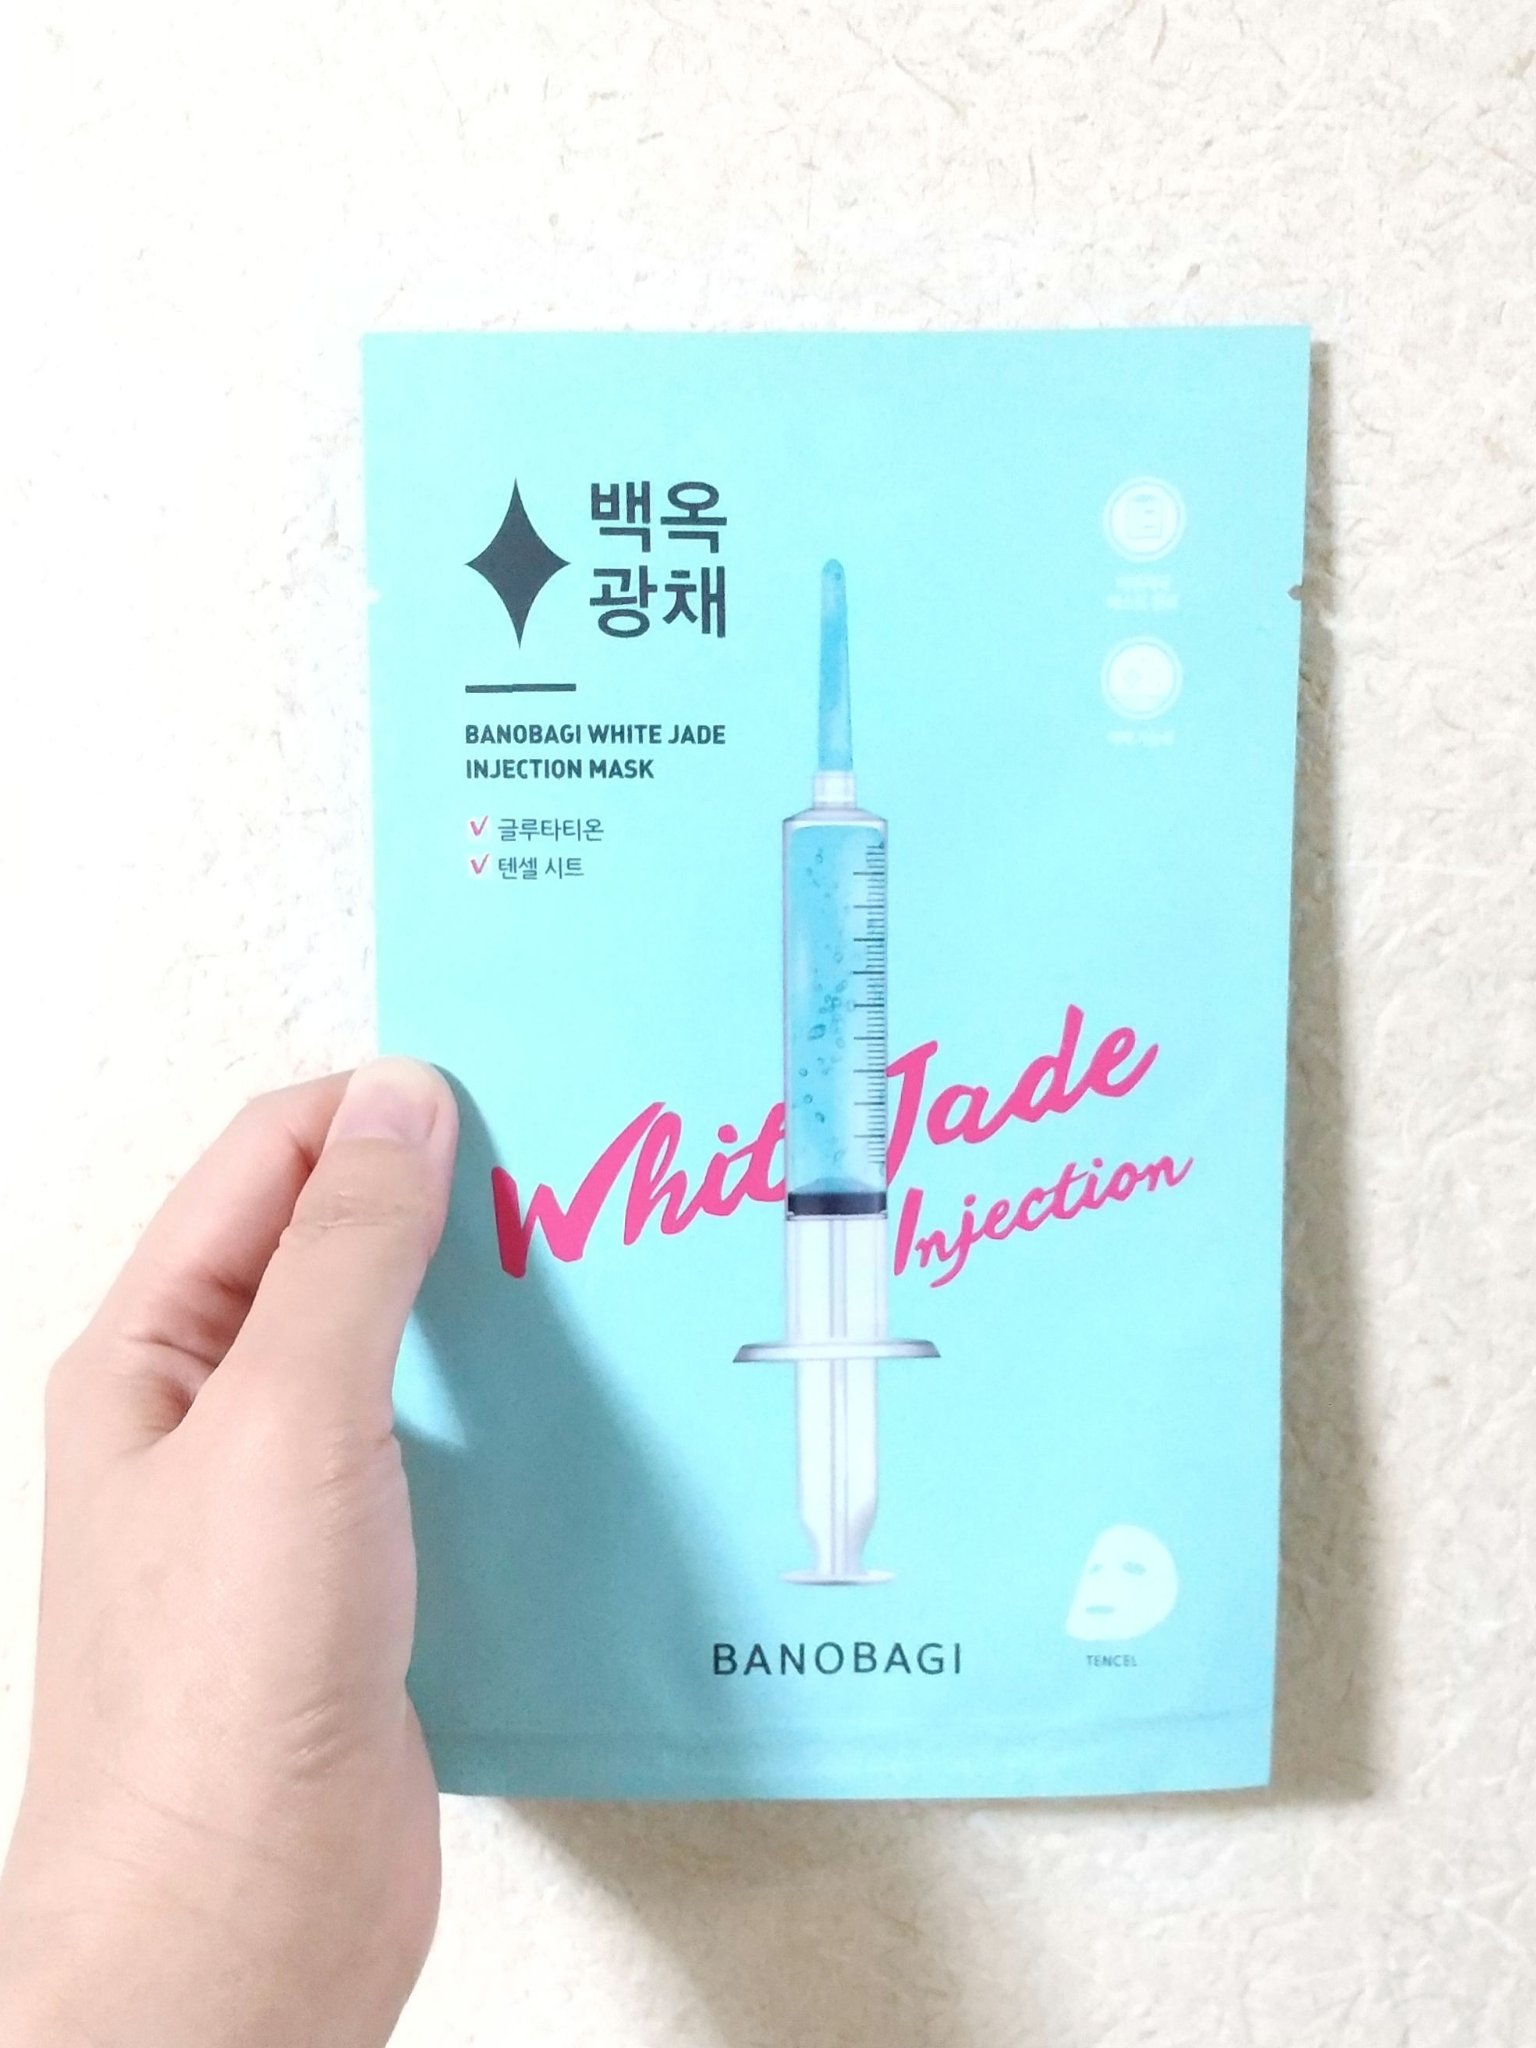 백옥
광채
BANOBAGI WHITE JADE
INJECTION MASK
글루타티온
텐셀 시트
Whit Jade
Injection
BANOBAGI
TENCEL